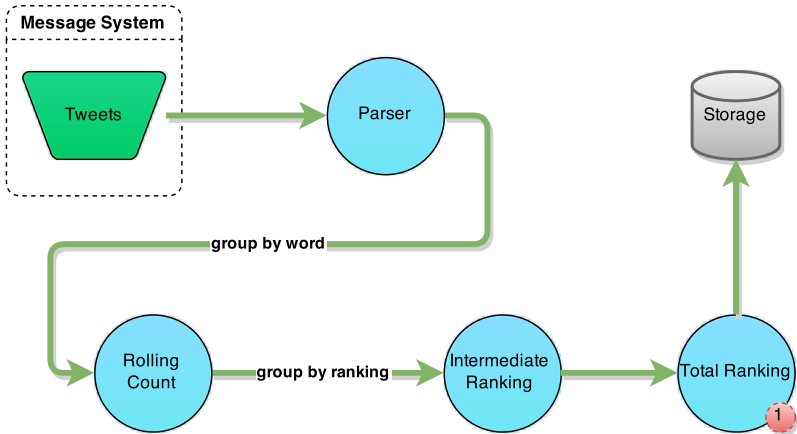 Message System
Tweets
Parser
Storage
group by word
Rolling
Count
group by ranking
Intermediate
Ranking
Total Ranking
1